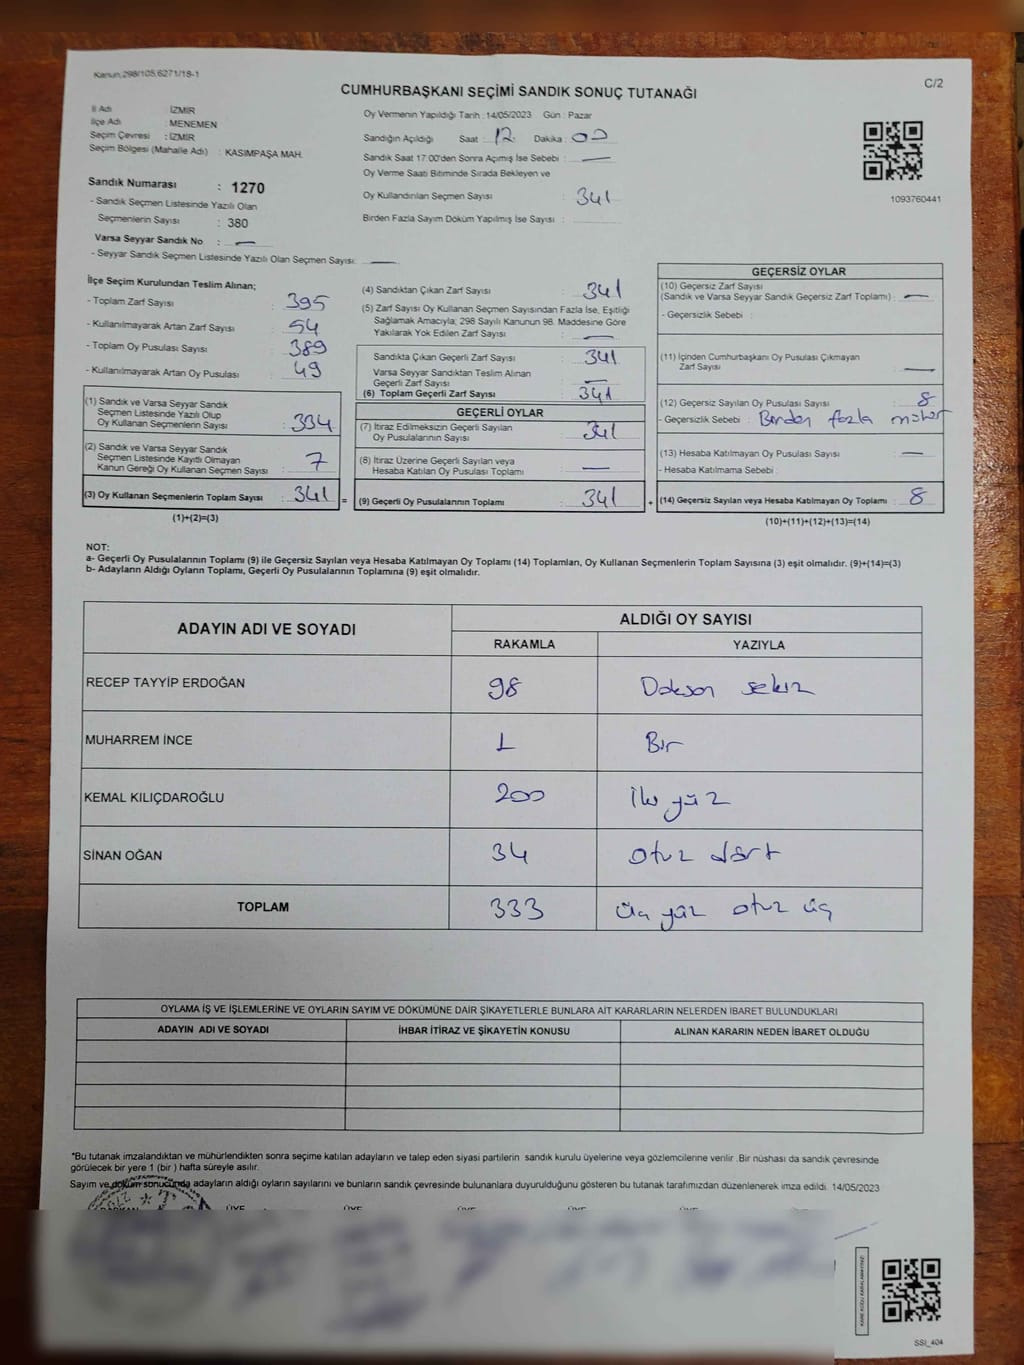 Kanun,298/105,6271/18-1
C/2
CUMHURBAŞKANI SEÇİMİ SANDIK SONUÇ TUTANAĞI
İl Adı : İZMİR
İlçe Adı : MENEMEN
Seçim Çevresi : İZMİR
Seçim Bölgesi (Mahalle Adı) : KASIMPAŞA MAH.
Oy Vermenin Yapıldığı Tarih : 14/05/2023 Gün : Pazar
Sandığın Açıldığı Saat : 12 Dakika : 00
Sandık Saat 17:00'den Sonra Açımış İse Sebebi : —
Oy Verme Saati Bitiminde Sırada Bekleyen ve
Oy Kullandırılan Seçmen Sayısı : 341
Birden Fazla Sayım Döküm Yapılmış İse Sayısı :
1093760441
Sandık Numarası : 1270
- Sandık Seçmen Listesinde Yazılı Olan
Seçmenlerin Sayısı : 380
Varsa Seyyar Sandık No : —
- Seyyar Sandık Seçmen Listesinde Yazılı Olan Seçmen Sayısı: —
İlçe Seçim Kurulundan Teslim Alınan;
- Toplam Zarf Sayısı : 395
- Kullanılmayarak Artan Zarf Sayısı : 54
- Toplam Oy Pusulası Sayısı : 389
- Kullanılmayarak Artan Oy Pusulası : 49
(1) Sandık ve Varsa Seyyar Sandık
Seçmen Listesinde Yazılı Olup
Oy Kullanan Seçmenlerin Sayısı : 334
(2) Sandık ve Varsa Seyyar Sandık
Seçmen Listesinde Kayıtlı Olmayan
Kanun Gereği Oy Kullanan Seçmen Sayısı : 7
(3) Oy Kullanan Seçmenlerin Toplam Sayısı : 341 =
(1)+(2)=(3)
(4) Sandıktan Çıkan Zarf Sayısı : 341
(5) Zarf Sayısı Oy Kullanan Seçmen Sayısından Fazla İse, Eşitliği
Sağlamak Amacıyla; 298 Sayılı Kanunun 98. Maddesine Göre
Yakılarak Yok Edilen Zarf Sayısı : —
Sandıkta Çıkan Geçerli Zarf Sayısı : 341
Varsa Seyyar Sandıktan Teslim Alınan
Geçerli Zarf Sayısı : —
(6) Toplam Geçerli Zarf Sayısı : 341
GEÇERLİ OYLAR
(7) İtiraz Edilmeksizin Geçerli Sayılan
Oy Pusulalarının Sayısı : 341
(8) İtiraz Üzerine Geçerli Sayılan veya
Hesaba Katılan Oy Pusulası Toplamı : —
(9) Geçerli Oy Pusulalarının Toplamı : 341 +
GEÇERSİZ OYLAR
(10) Geçersiz Zarf Sayısı
(Sandık ve Varsa Seyyar Sandık Geçersiz Zarf Toplamı) : —
- Geçersizlik Sebebi :
(11) İçinden Cumhurbaşkanı Oy Pusulası Çıkmayan
Zarf Sayısı : —
(12) Geçersiz Sayılan Oy Pusulası Sayısı : 8
- Geçersizlik Sebebi : Birden fazla mühür
(13) Hesaba Katılmayan Oy Pusulası Sayısı : —
- Hesaba Katılmama Sebebi :
(14) Geçersiz Sayılan veya Hesaba Katılmayan Oy Toplamı : 8
(10)+(11)+(12)+(13)=(14)
NOT:
a- Geçerli Oy Pusulalarının Toplamı (9) ile Geçersiz Sayılan veya Hesaba Katılmayan Oy Toplamı (14) Toplamları, Oy Kullanan Seçmenlerin Toplam Sayısına (3) eşit olmalıdır. (9)+(14)=(3)
b- Adayların Aldığı Oyların Toplamı, Geçerli Oy Pusulalarının Toplamına (9) eşit olmalıdır.
ADAYIN ADI VE SOYADI ALDIĞI OY SAYISI
RAKAMLA YAZIYLA
RECEP TAYYİP ERDOĞAN 98 Doksan sekiz
MUHARREM İNCE 1 Bir
KEMAL KILIÇDAROĞLU 200 İki yüz
SİNAN OĞAN 34 otuz dört
TOPLAM 333 üç yüz otuz üç
OYLAMA İŞ VE İŞLEMLERİNE VE OYLARIN SAYIM VE DÖKÜMÜNE DAİR ŞİKAYETLERLE BUNLARA AİT KARARLARIN NELERDEN İBARET BULUNDUKLARI
ADAYIN ADI VE SOYADI İHBAR İTİRAZ VE ŞİKAYETİN KONUSU ALINAN KARARIN NEDEN İBARET OLDUĞU
*Bu tutanak imzalandıktan ve mühürlendikten sonra seçime katılan adayların ve talep eden siyasi partilerin sandık kurulu üyelerine veya gözlemcilerine verilir .Bir nüshası da sandık çevresinde
görülecek bir yere 1 (bir ) hafta süreyle asılır.
Sayım ve döküm sonucunda adayların aldığı oyların sayılarını ve bunların sandık çevresinde bulunanlara duyurulduğunu gösteren bu tutanak tarafımızdan düzenlenerek imza edildi. 14/05/2023
BAŞKAN ÜYE ÜYE ÜYE ÜYE ÜYE ÜYE
SSI_404